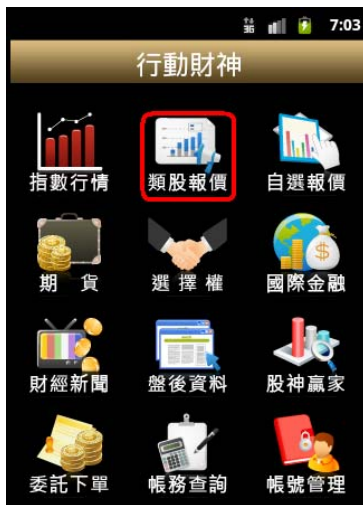 3G 7:03
行動財神
指數行情 類股報價 自選報價
期 貨 選 擇 權 國際金融
財經新聞 盤後資料 股神贏家
委託下單 帳務查詢 帳號管理